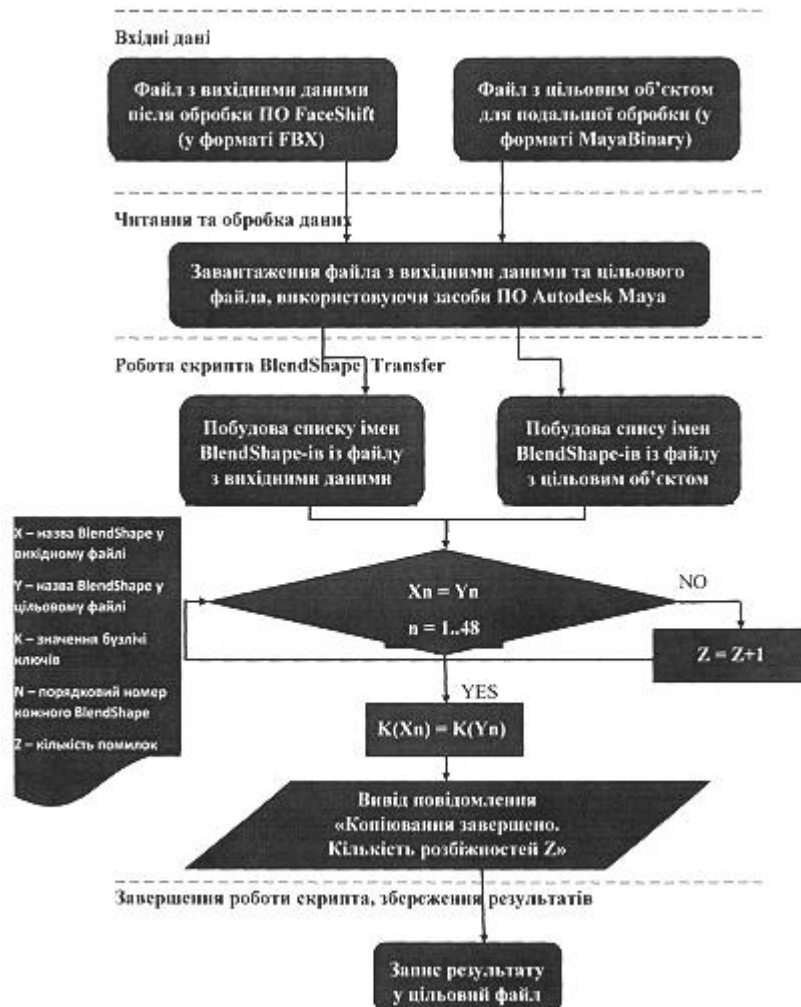 Вхідні дані
Файл з вихідними даними
після обробки ПО FaceShift
(у форматі FBX)
Файл з цільовим об’єктом
для подальшої обробки (у
форматі MayaBinary)
Читання та обробка даних
Завантаження файла з вихідними даними та цільового
файла, використовуючи засоби ПО Autodesk Maya
Робота скрипта BlendShape Transfer
Побудова списку імен
BlendShape-ів із файлу
з вихідними даними
Побудова спису імен
BlendShape-ів із файлу
з цільовим об’єктом
X – назва BlendShape у
вихідному файлі
Y – назва BlendShape у
цільовому файлі
K – значення бузлічі
ключів
N – порядковий номер
кожного BlendShape
Z – кількість помилок
Xn = Yn
n = 1..48
NO
Z = Z+1
YES
K(Xn) = K(Yn)
Вивід повідомлення
«Копіювання завершено.
Кількість розбіжностей Z»
Завершення роботи скрипта, збереження результатів
Запис результату
у цільовий файл